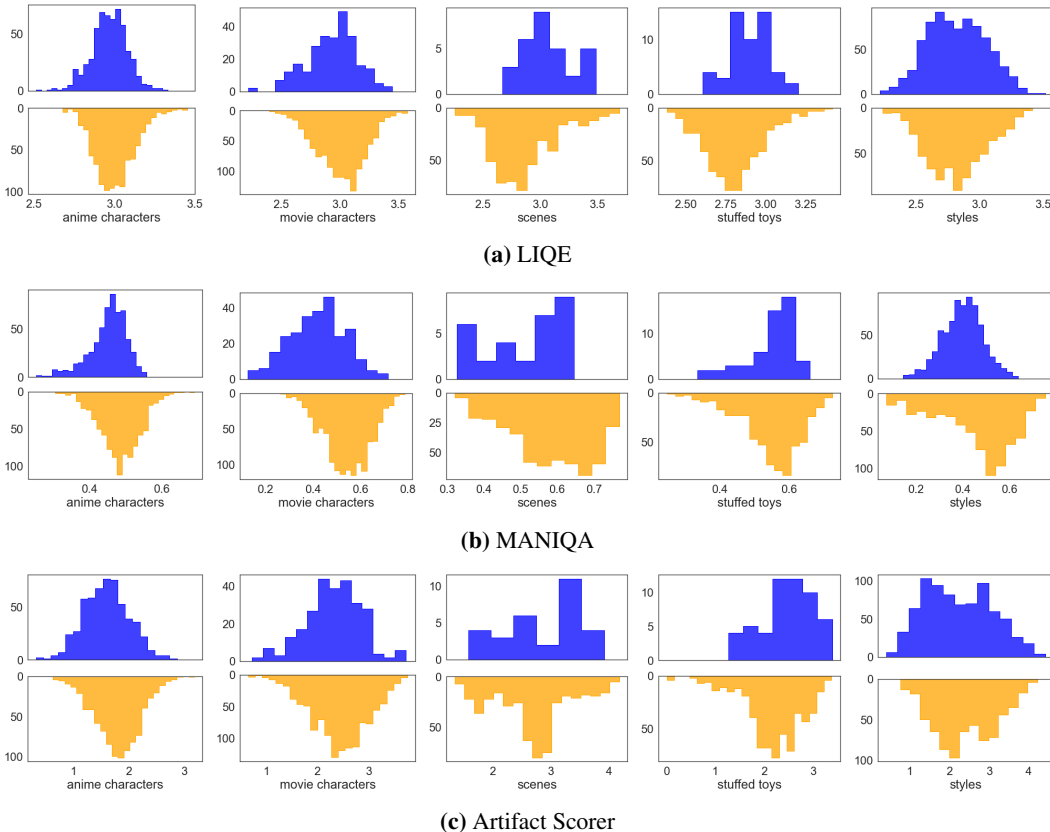 50
0
0
50
100
2.5 3.0 3.5
anime characters
40
20
0
0
50
100
2.5 3.0 3.5
movie characters
5
0
0
50
2.5 3.0 3.5
scenes
10
0
0
50
2.50 2.75 3.00 3.25
stuffed toys
75
50
25
0
0
50
2.5 3.0 3.5
styles
(a) LIQE
50
0
0
50
100
0.4 0.6
anime characters
40
20
0
0
50
100
0.2 0.4 0.6 0.8
movie characters
5
0
0
25
50
0.3 0.4 0.5 0.6 0.7
scenes
10
0
0
50
0.4 0.6
stuffed toys
50
0
0
50
100
0.2 0.4 0.6
styles
(b) MANIQA
50
0
0
50
100
1 2 3
anime characters
40
20
0
0
50
100
1 2 3
movie characters
10
5
0
0
50
2 3 4
scenes
10
5
0
0
50
0 1 2 3
stuffed toys
100
50
0
0
50
100
1 2 3 4
styles
(c) Artifact Scorer